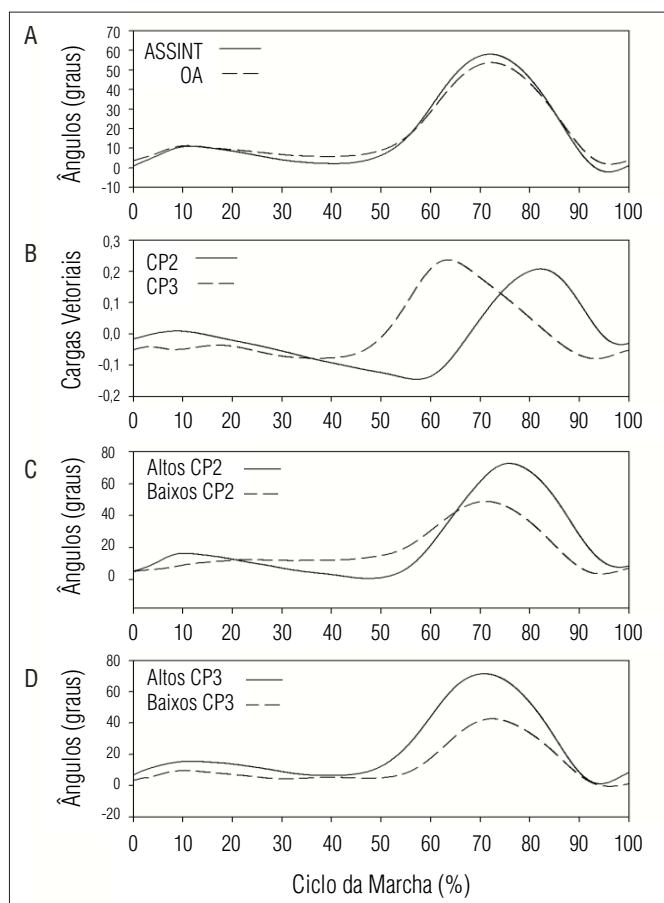 A
Ângulos (graus)
70
60
50
40
30
20
10
0
-10
ASSINT
OA
0 10 20 30 40 50 60 70 80 90 100
B
Cargas Vetoriais
0,3
0,2
0,1
0,0
-0,1
-0,2
CP2
CP3
0 10 20 30 40 50 60 70 80 90 100
C
Ângulos (graus)
80
60
40
20
0
Altos CP2
Baixos CP2
0 10 20 30 40 50 60 70 80 90 100
D
Ângulos (graus)
80
60
40
20
0
-20
Altos CP3
Baixos CP3
0 10 20 30 40 50 60 70 80 90 100
Ciclo da Marcha (%)